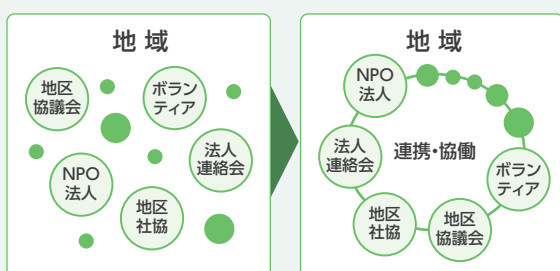 地域
地区
協議会
ボラン
ティア
法人
連絡会
NPO
法人
地区
社協
地域
NPO
法人
法人
連絡会
連携・協働
ボラン
ティア
地区
社協
地区
協議会